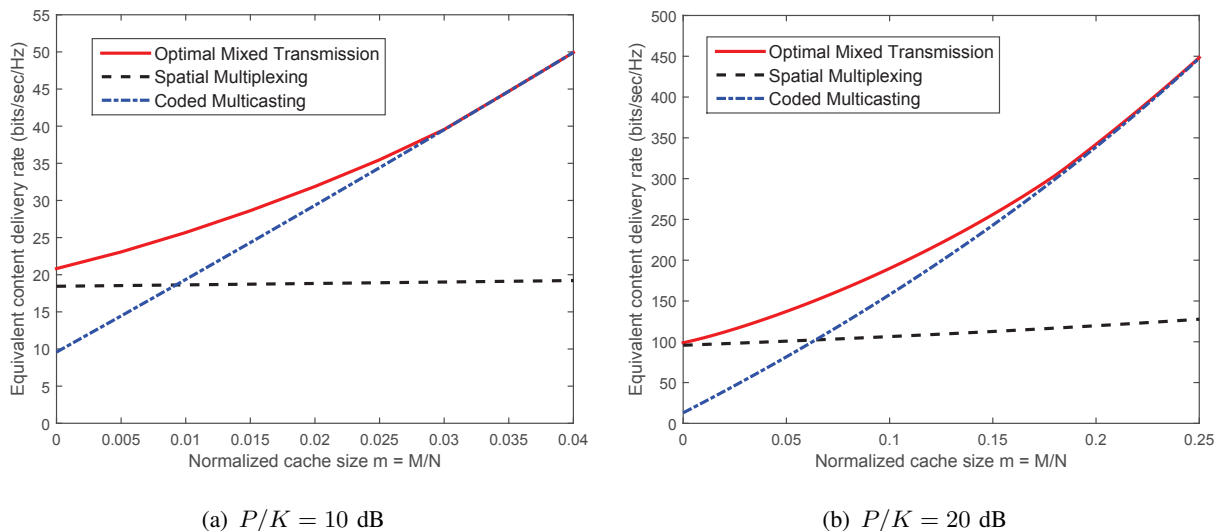 55
50
45
40
35
30
25
20
15
10
5
0
Equivalent content delivery rate (bits/sec/Hz)
Optimal Mixed Transmission
Spatial Multiplexing
Coded Multicasting
0 0.005 0.01 0.015 0.02 0.025 0.03 0.035 0.04
Normalized cache size m = M/N
(a) P/K = 10 dB
500
450
400
350
300
250
200
150
100
50
0
Equivalent content delivery rate (bits/sec/Hz)
Optimal Mixed Transmission
Spatial Multiplexing
Coded Multicasting
0 0.05 0.1 0.15 0.2 0.25
Normalized cache size m = M/N
(b) P/K = 20 dB